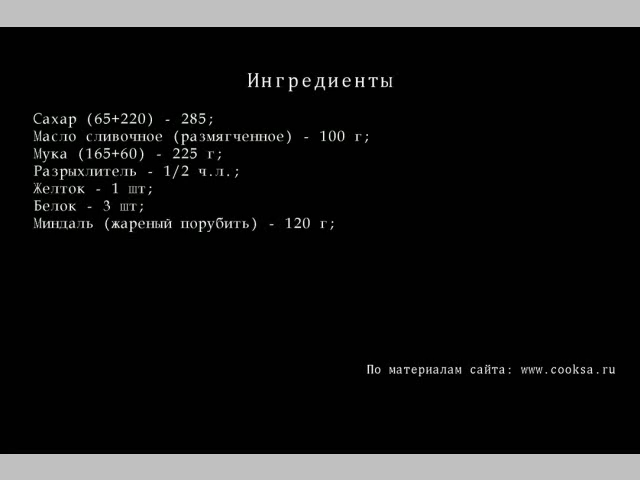 Ингредиенты
Сахар (65+220) - 285;
Масло сливочное (размягченное) - 100 г;
Мука (165+60) - 225 г;
Разрыхлитель - 1/2 ч.л.;
Желток - 1 шт;
Белок - 3 шт;
Миндаль (жареный порубить) - 120 г;
По материалам сайта: www.cooksa.ru